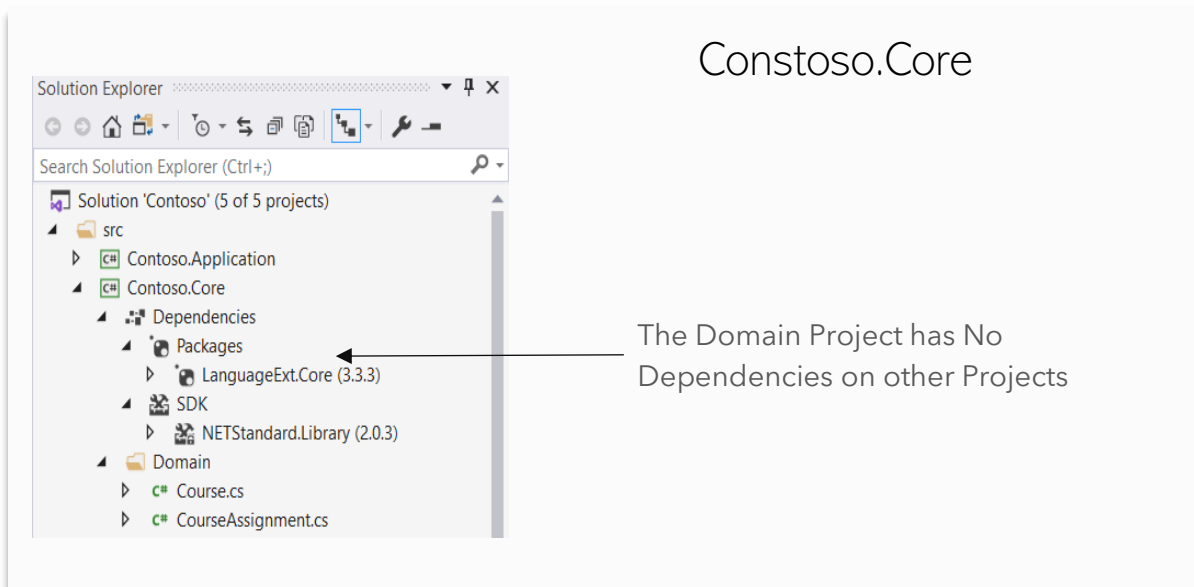 Constoso.Core
Solution Explorer
Search Solution Explorer (Ctrl+;)
Solution 'Contoso' (5 of 5 projects)
src
C# Contoso.Application
C# Contoso.Core
Dependencies
Packages
LanguageExt.Core (3.3.3)
SDK
NETStandard.Library (2.0.3)
Domain
C# Course.cs
C# CourseAssignment.cs
The Domain Project has No
Dependencies on other Projects